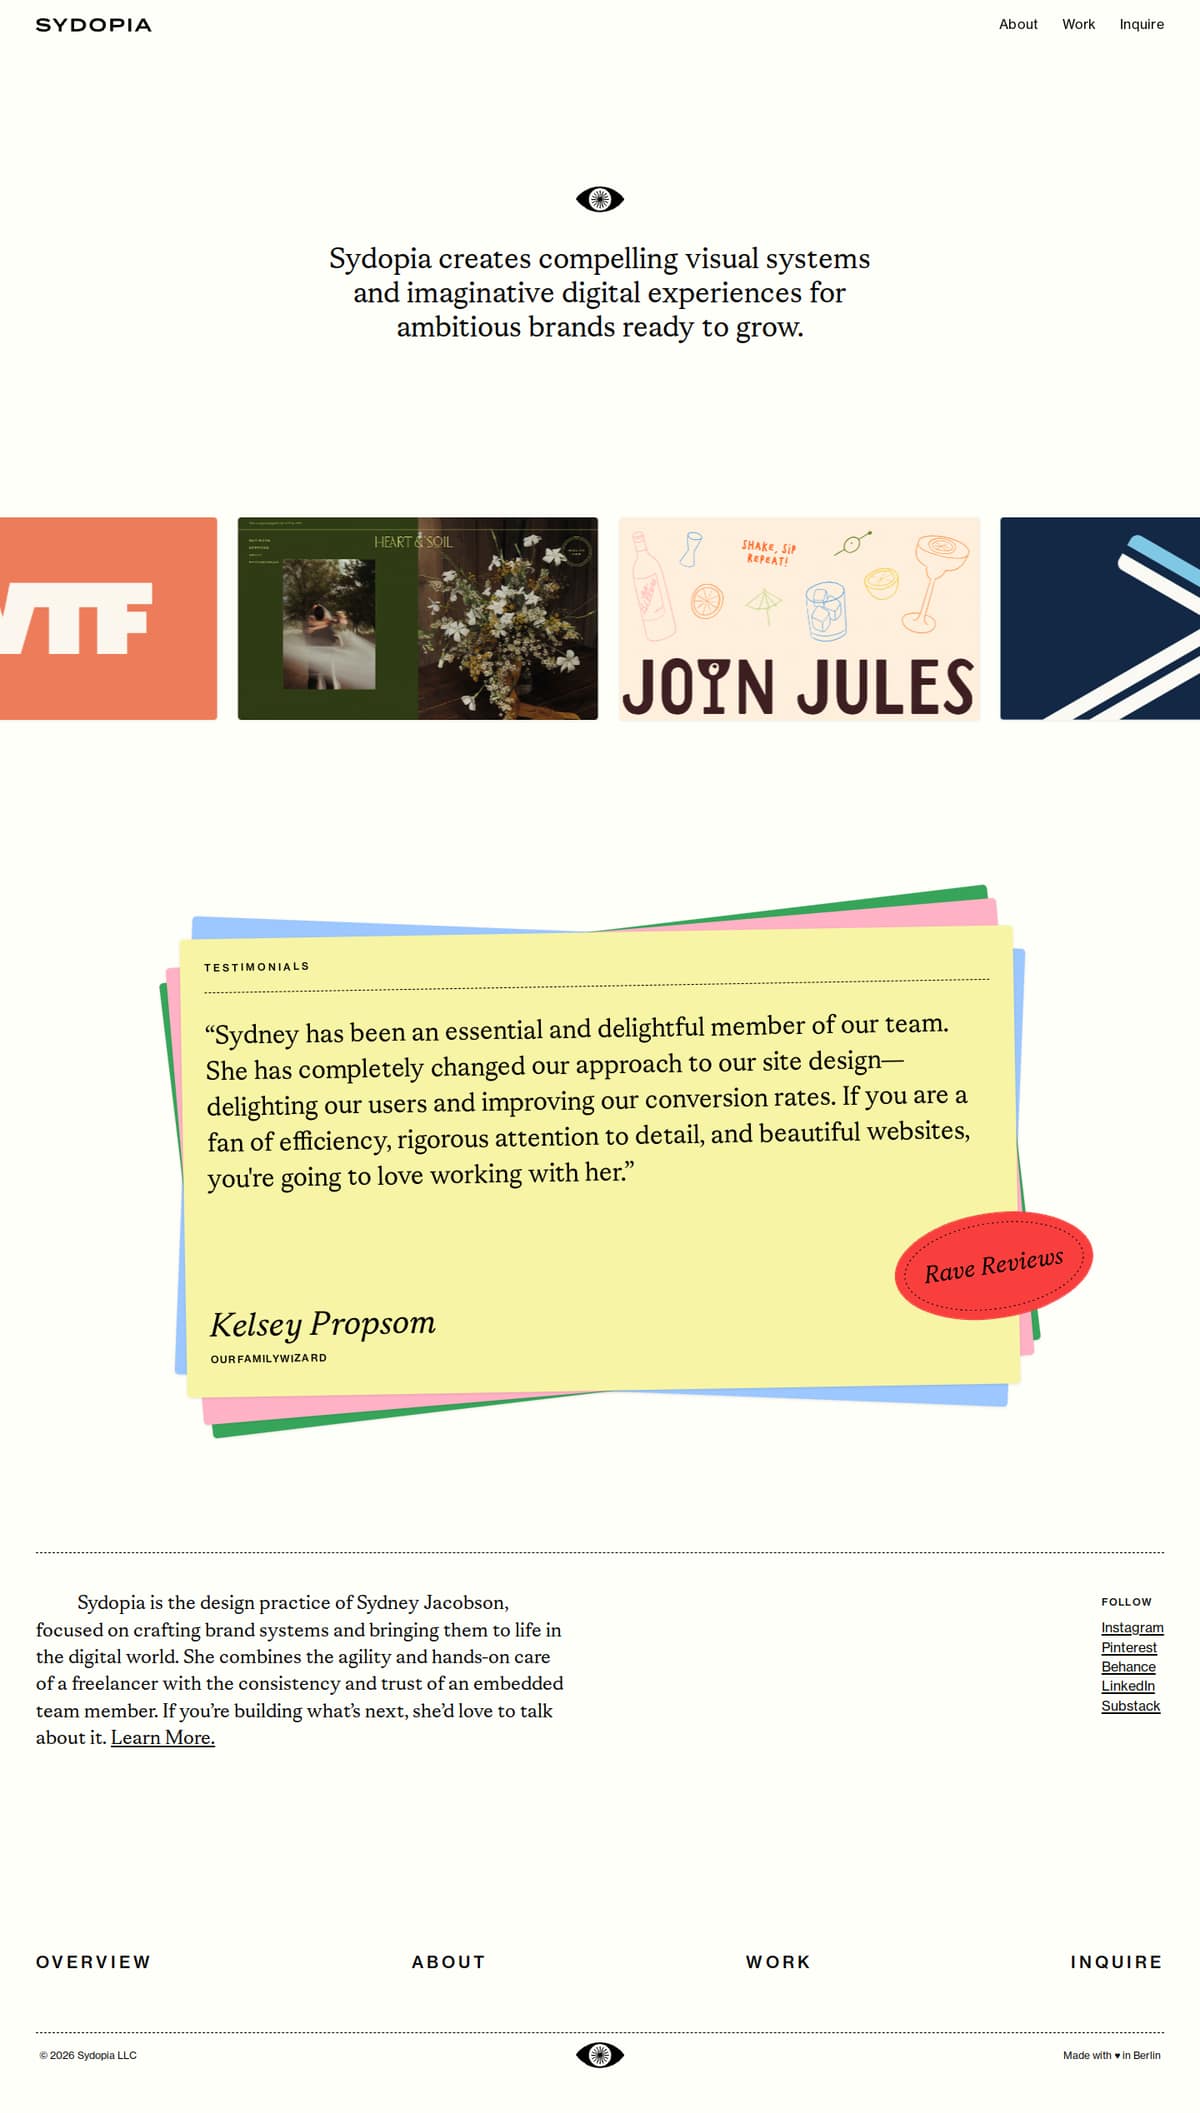 SYDOPIA
About Work Inquire
Sydopia creates compelling visual systems
and imaginative digital experiences for
ambitious brands ready to grow.
HEART & SOIL
SHAKE, SIP
REPEAT!
JOIN JULES
TESTIMONIALS
“Sydney has been an essential and delightful member of our team.
She has completely changed our approach to our site design—
delighting our users and improving our conversion rates. If you are a
fan of efficiency, rigorous attention to detail, and beautiful websites,
you're going to love working with her.”
Rave Reviews
Kelsey Propsom
OURFAMILYWIZARD
Sydopia is the design practice of Sydney Jacobson,
focused on crafting brand systems and bringing them to life in
the digital world. She combines the agility and hands-on care
of a freelancer with the consistency and trust of an embedded
team member. If you’re building what’s next, she’d love to talk
about it. Learn More.
FOLLOW
Instagram
Pinterest
Behance
LinkedIn
Substack
OVERVIEW ABOUT WORK INQUIRE
© 2026 Sydopia LLC
Made with ♥ in Berlin